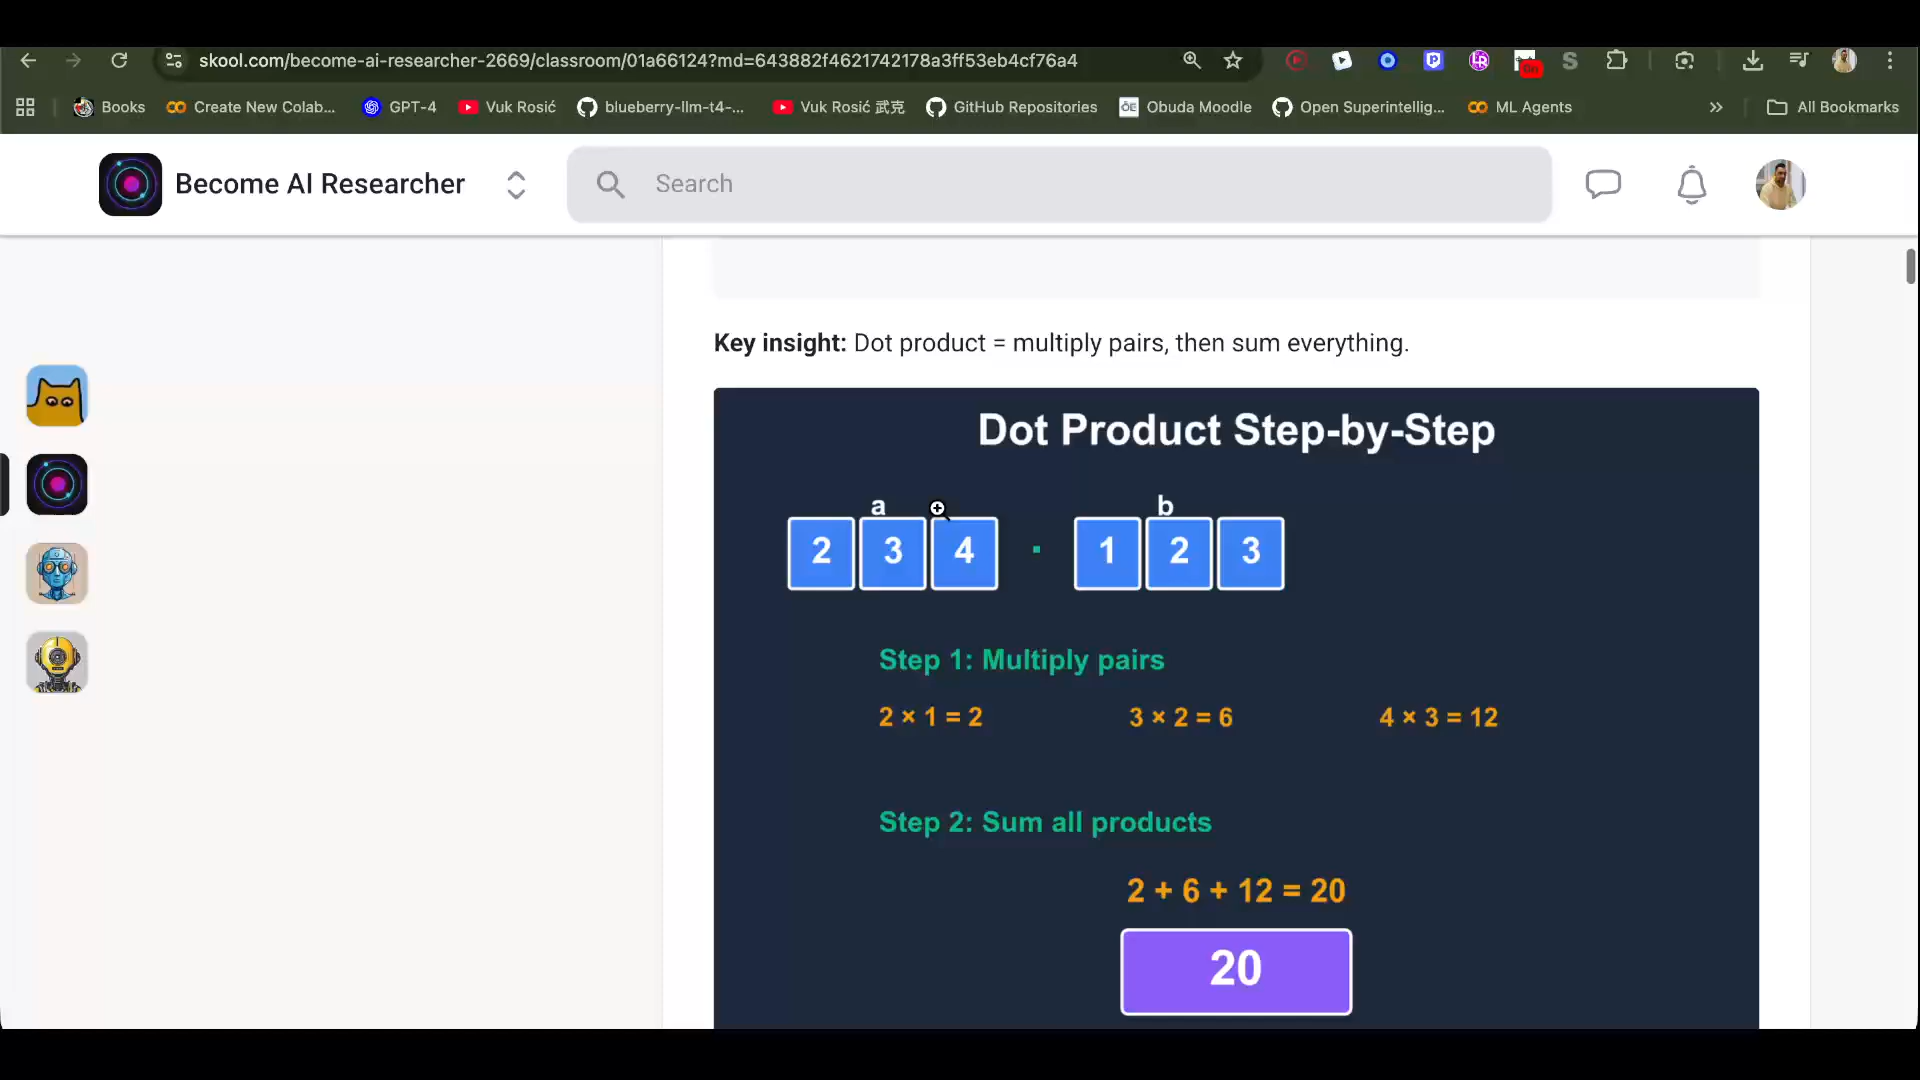 skool.com/become-ai-researcher-2669/classroom/01a66124?md=643882f4621742178a3ff53eb4cf76a4
Books
Create New Colab...
GPT-4
Vuk Rosić
blueberry-llm-t4-...
Vuk Rosić 武克
GitHub Repositories
Obuda Moodle
Open Superintellig...
ML Agents
All Bookmarks
Become AI Researcher
Search
Key insight: Dot product = multiply pairs, then sum everything.
Dot Product Step-by-Step
a b
2 3 4 · 1 2 3
Step 1: Multiply pairs
2 × 1 = 2 3 × 2 = 6 4 × 3 = 12
Step 2: Sum all products
2 + 6 + 12 = 20
20